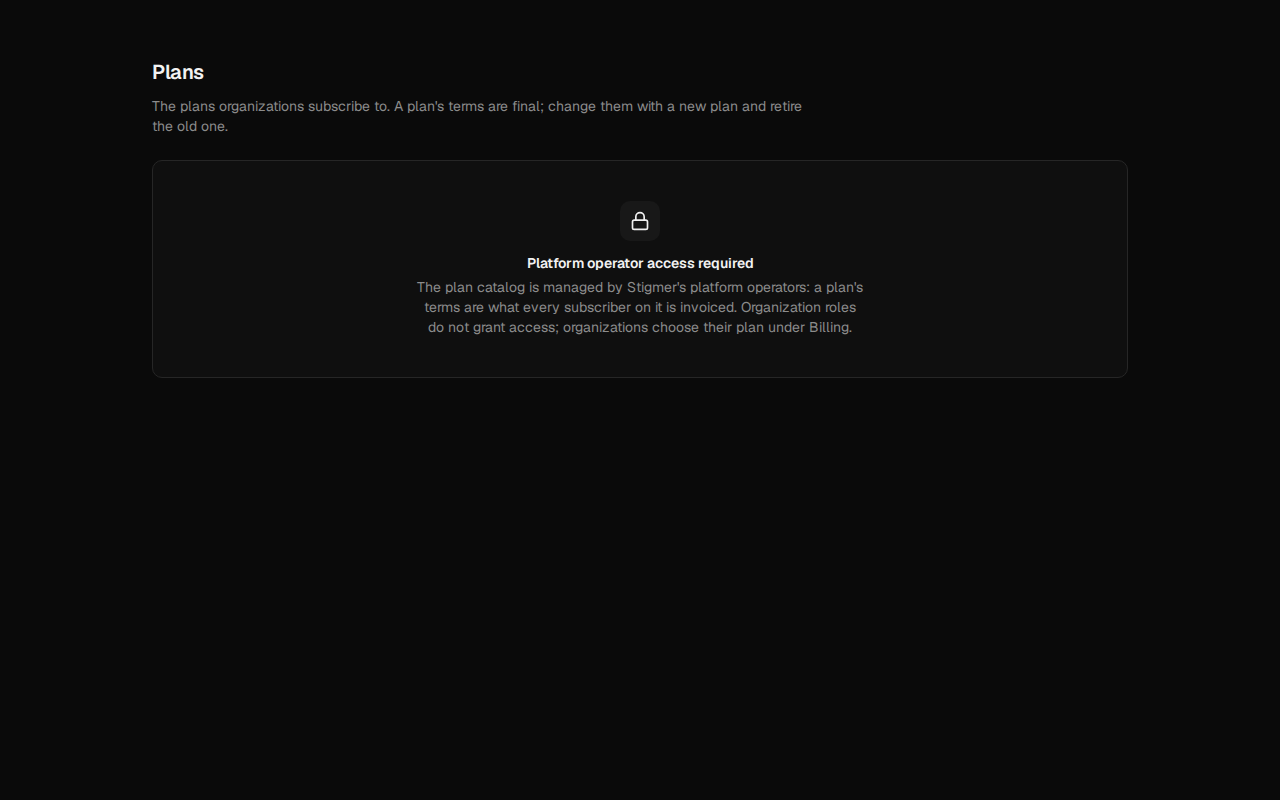 Plans
The plans organizations subscribe to. A plan's terms are final; change them with a new plan and retire
the old one.
Platform operator access required
The plan catalog is managed by Stigmer's platform operators: a plan's
terms are what every subscriber on it is invoiced. Organization roles
do not grant access; organizations choose their plan under Billing.